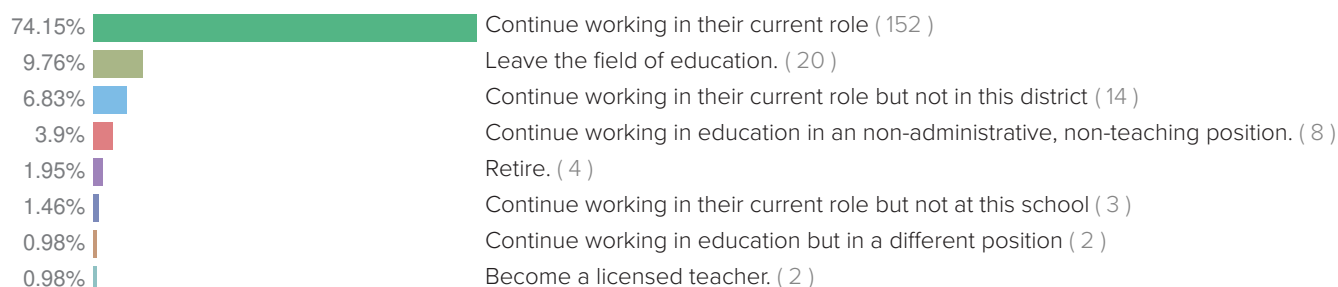 74.15% Continue working in their current role ( 152 )
9.76% Leave the field of education. ( 20 )
6.83% Continue working in their current role but not in this district ( 14 )
3.9% Continue working in education in an non-administrative, non-teaching position. ( 8 )
1.95% Retire. ( 4 )
1.46% Continue working in their current role but not at this school ( 3 )
0.98% Continue working in education but in a different position ( 2 )
0.98% Become a licensed teacher. ( 2 )